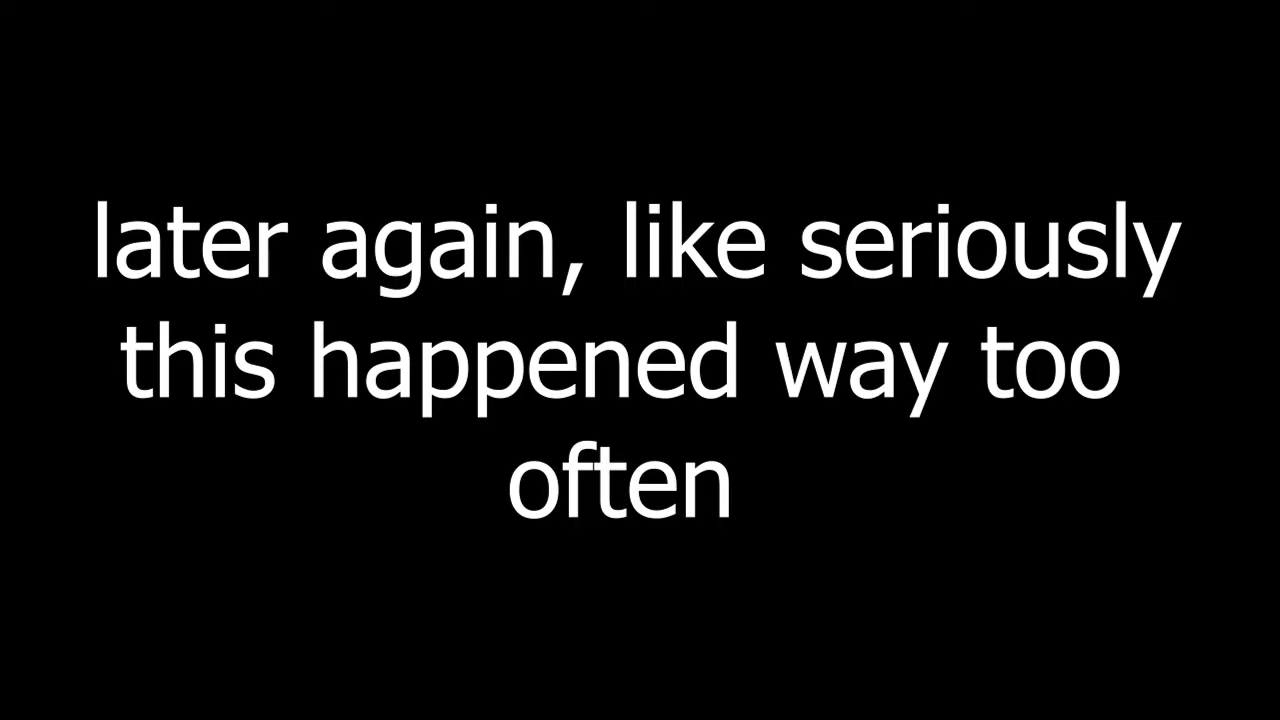 later again, like seriously
this happened way too
often